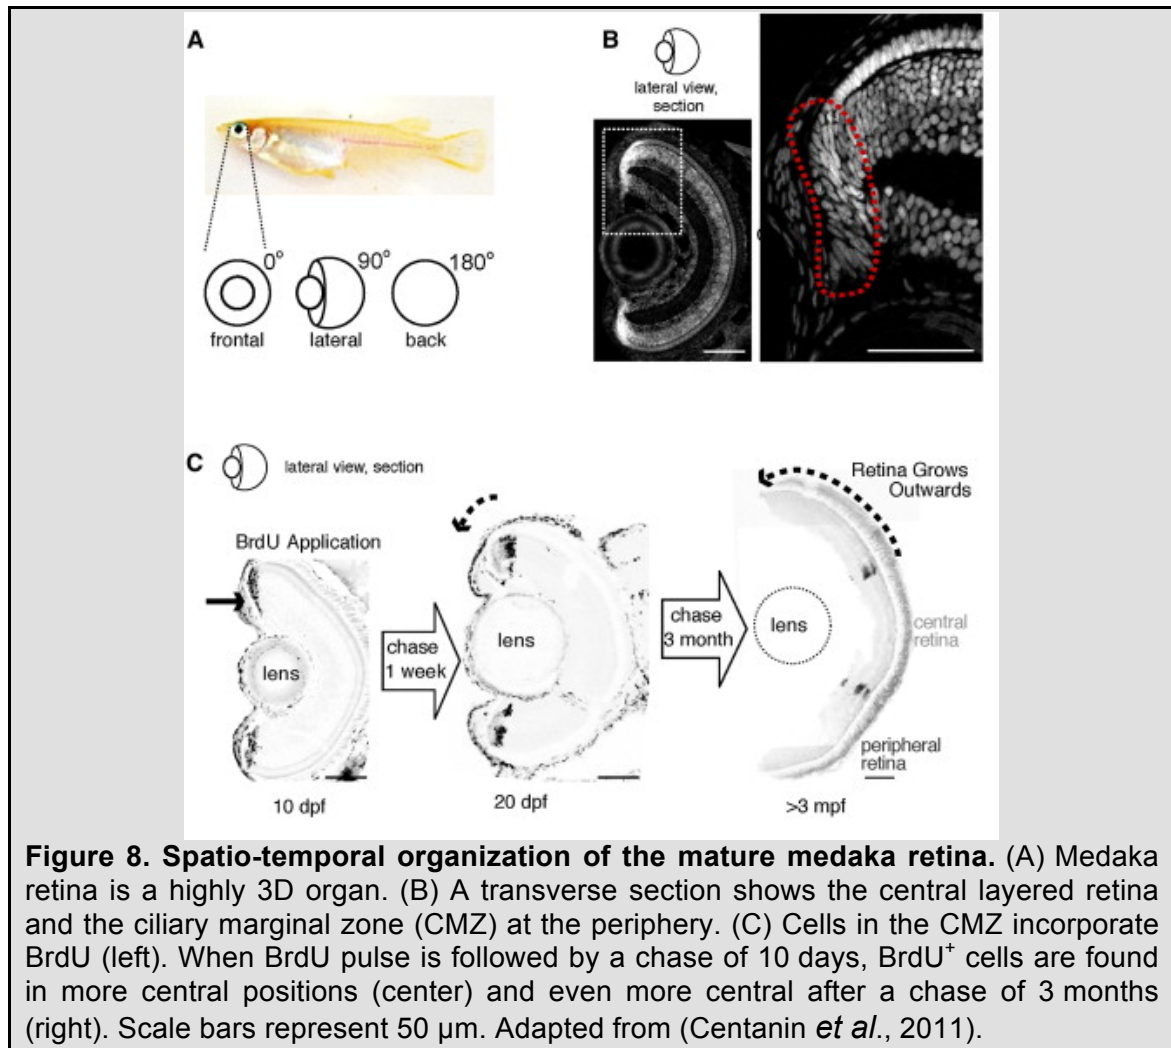 A
B
lateral view,
section
0° 90° 180°
frontal lateral back
C lateral view, section
Retina Grows
Outwards
BrdU Application
lens
chase
1 week
lens
chase
3 month
lens
central
retina
peripheral
retina
10 dpf 20 dpf >3 mpf
Figure 8. Spatio-temporal organization of the mature medaka retina. (A) Medaka
retina is a highly 3D organ. (B) A transverse section shows the central layered retina
and the ciliary marginal zone (CMZ) at the periphery. (C) Cells in the CMZ incorporate
BrdU (left). When BrdU pulse is followed by a chase of 10 days, BrdU⁺ cells are found
in more central positions (center) and even more central after a chase of 3 months
(right). Scale bars represent 50 µm. Adapted from (Centanin et al., 2011).